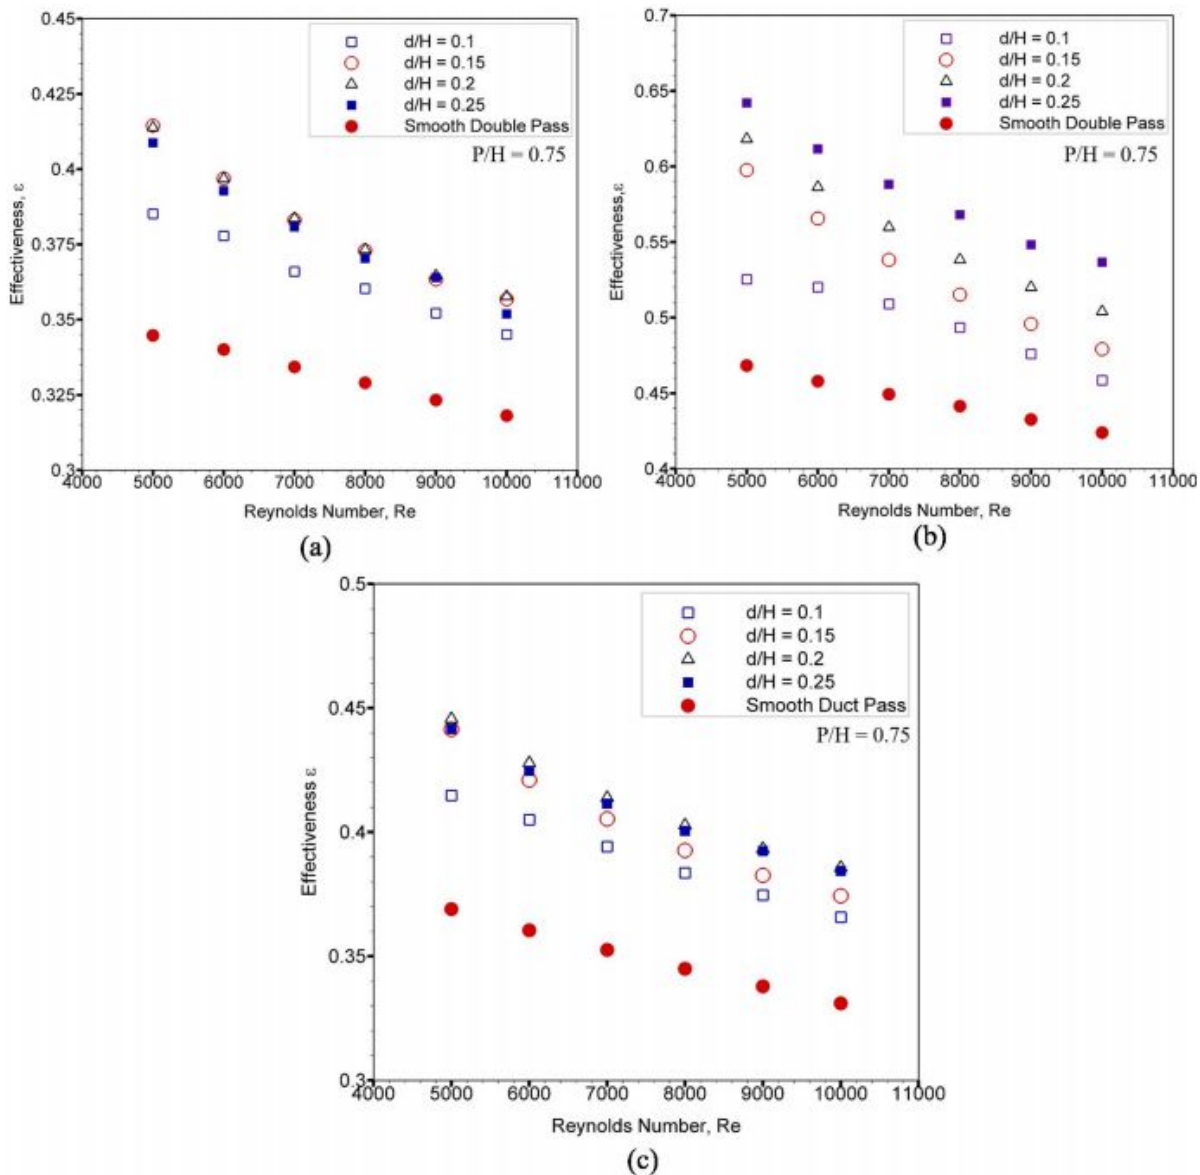 0.45
0.425
0.4
0.375
0.35
0.325
0.3
Effectiveness, ε
d/H = 0.1
d/H = 0.15
d/H = 0.2
d/H = 0.25
Smooth Double Pass
P/H = 0.75
4000 5000 6000 7000 8000 9000 10000 11000
Reynolds Number, Re
(a)
0.7
0.65
0.6
0.55
0.5
0.45
0.4
Effectiveness,ε
d/H = 0.1
d/H = 0.15
d/H = 0.2
d/H = 0.25
Smooth Double Pass
P/H = 0.75
4000 5000 6000 7000 8000 9000 10000 11000
Reynolds Number, Re
(b)
0.5
0.45
0.4
0.35
0.3
Effectiveness ε
d/H = 0.1
d/H = 0.15
d/H = 0.2
d/H = 0.25
Smooth Duct Pass
P/H = 0.75
4000 5000 6000 7000 8000 9000 10000 11000
Reynolds Number, Re
(c)